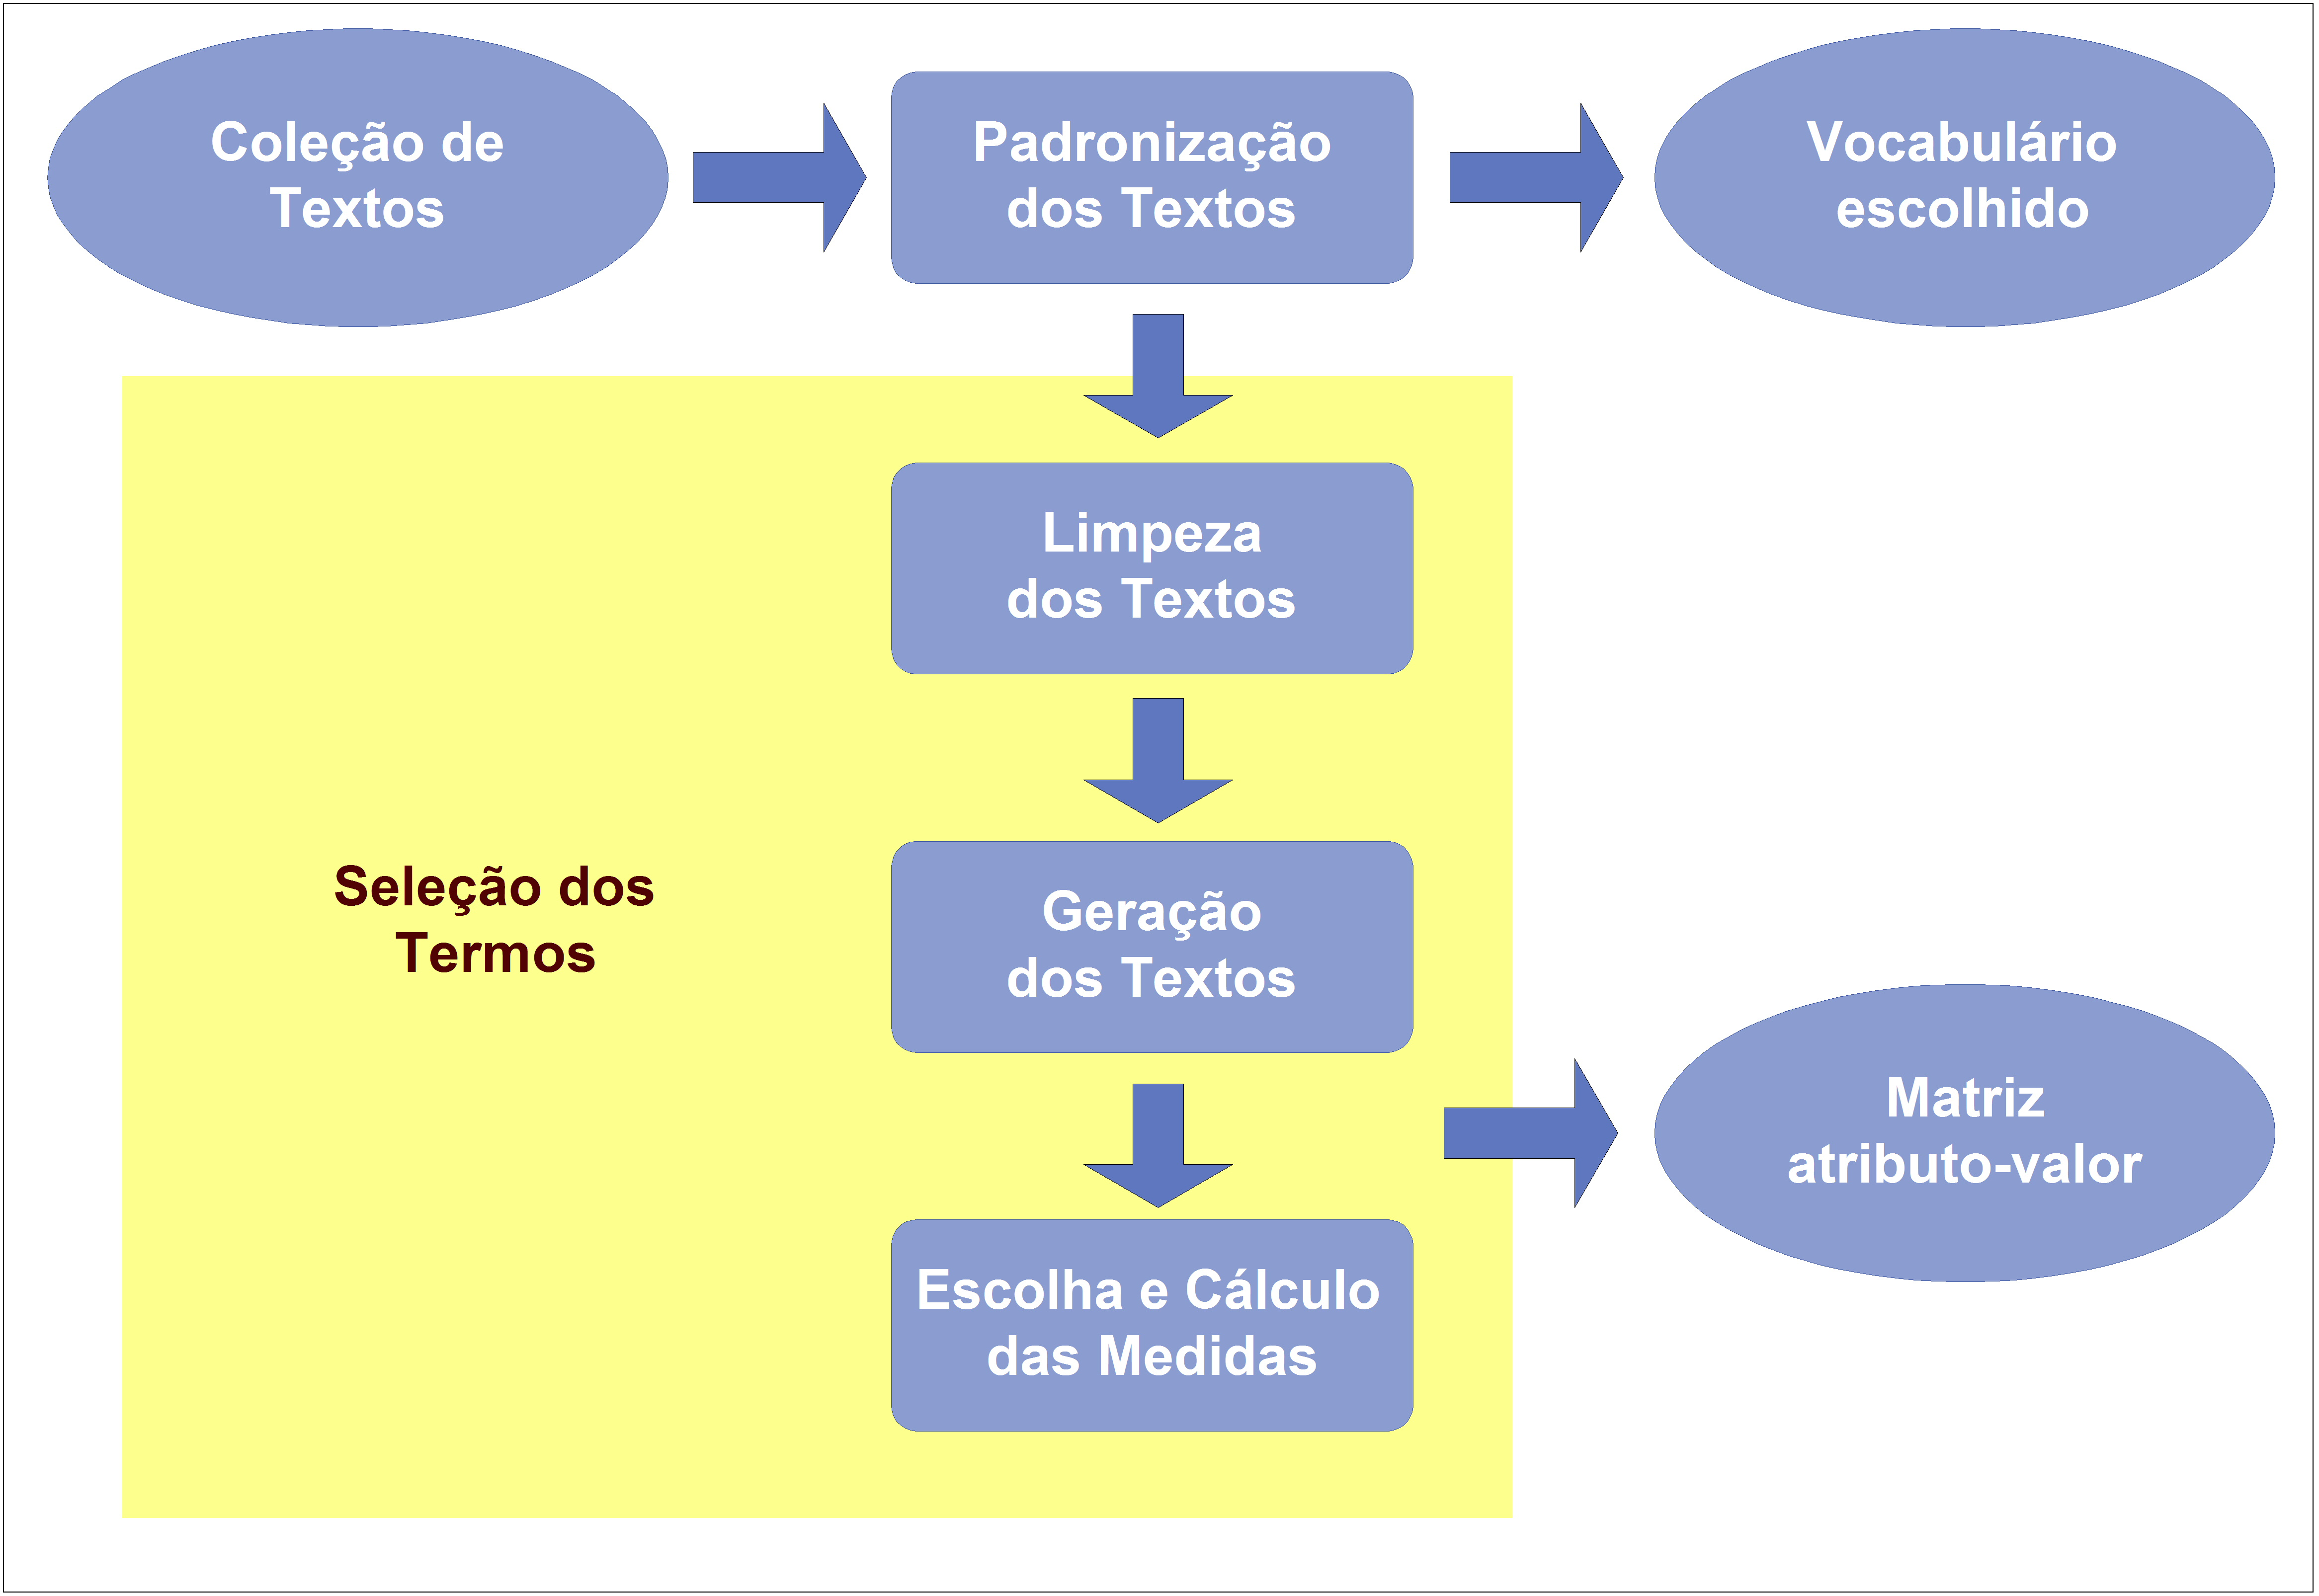 Coleção de
Textos
Padronização
dos Textos
Vocabulário
escolhido
Limpeza
dos Textos
Seleção dos
Termos
Geração
dos Textos
Matriz
atributo-valor
Escolha e Cálculo
das Medidas